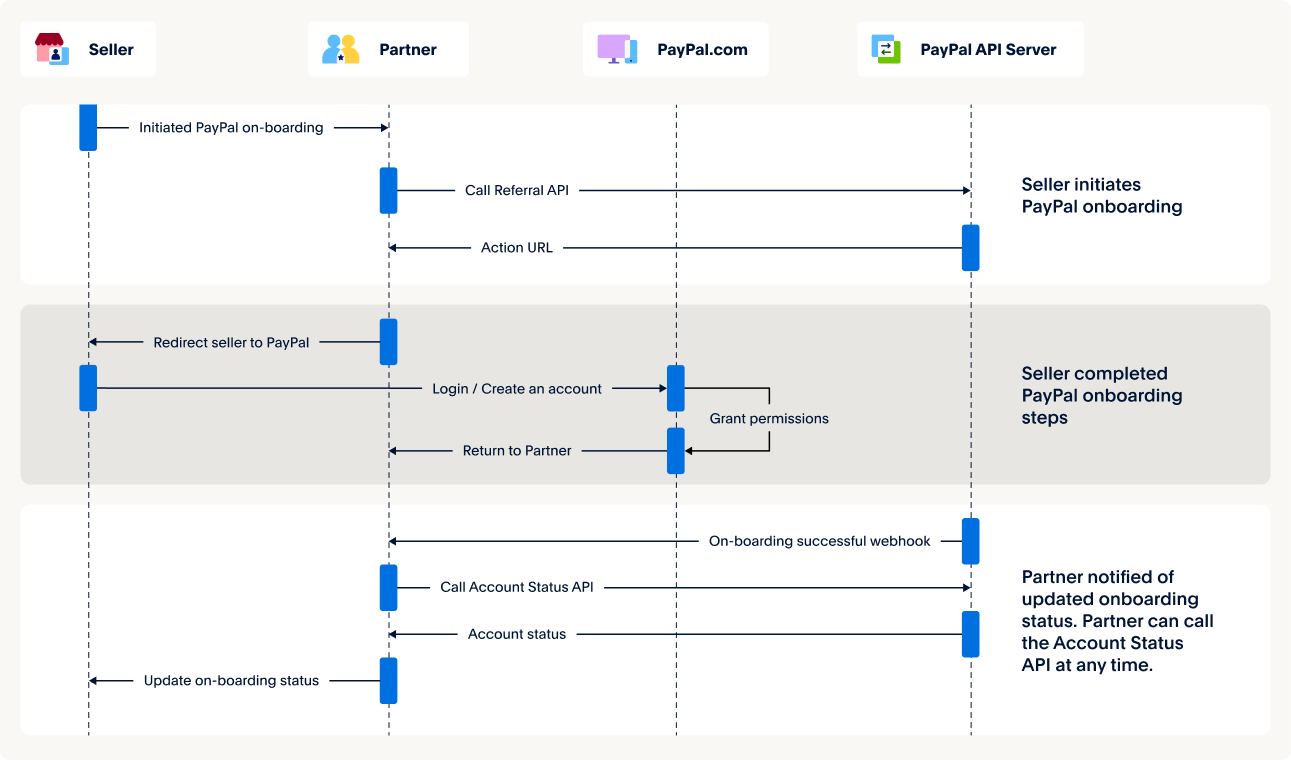 Seller
Partner
PayPal.com
PayPal API Server
Initiated PayPal on-boarding
Call Referral API
Action URL
Seller initiates
PayPal onboarding
Redirect seller to PayPal
Login / Create an account
Grant permissions
Return to Partner
Seller completed
PayPal onboarding
steps
On-boarding successful webhook
Call Account Status API
Account status
Update on-boarding status
Partner notified of
updated onboarding
status. Partner can call
the Account Status
API at any time.